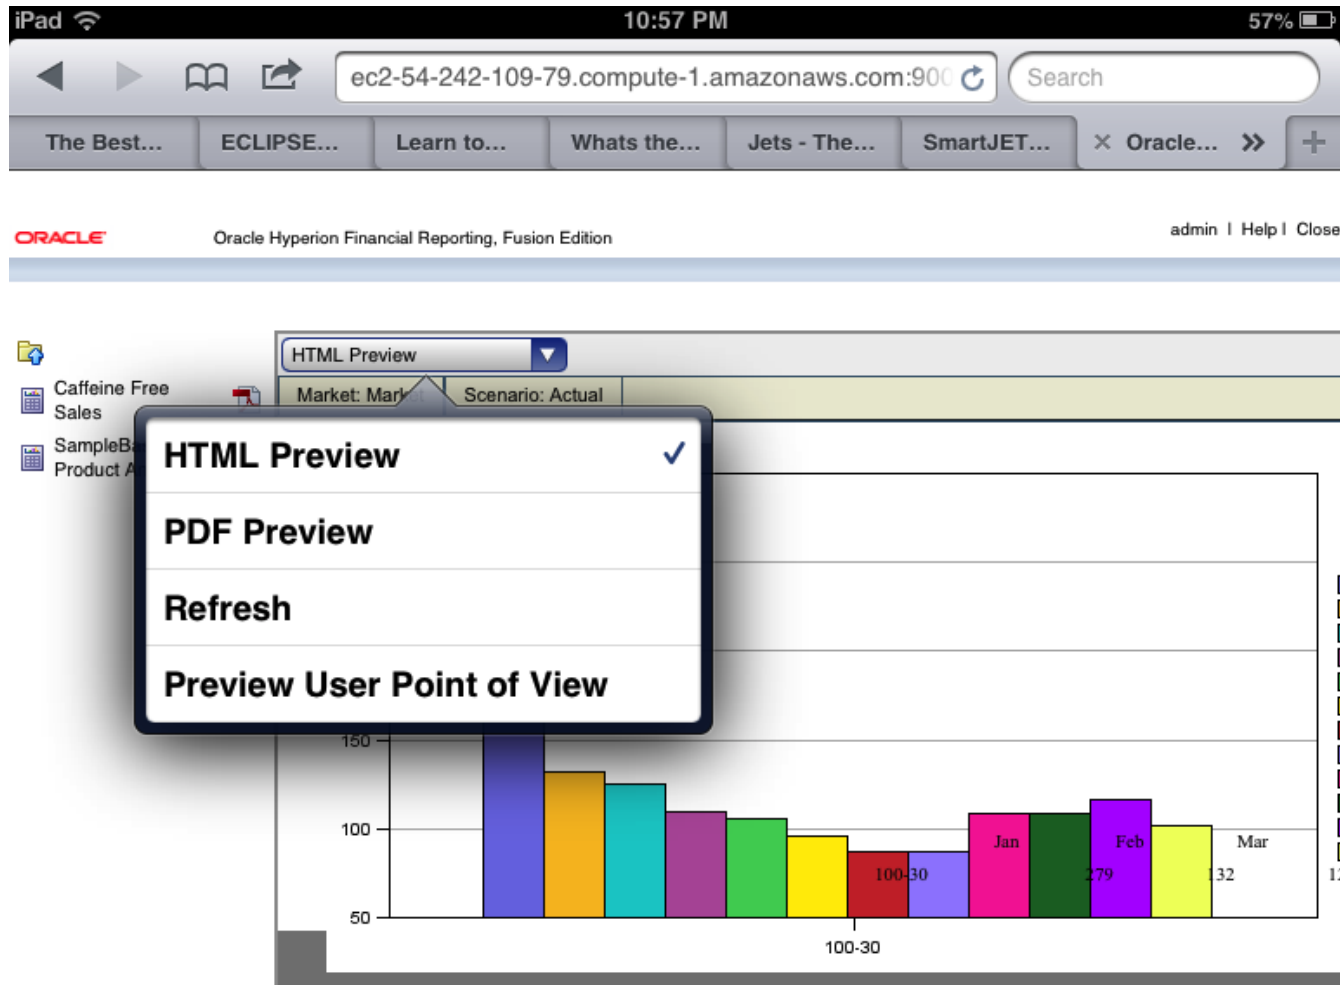 iPad 10:57 PM 57%
ec2-54-242-109-79.compute-1.amazonaws.com:900 Search
The Best... ECLIPSE... Learn to... Whats the... Jets - The... SmartJET... × Oracle... +
ORACLE Oracle Hyperion Financial Reporting, Fusion Edition admin | Help | Close
HTML Preview
Caffeine Free
Sales
Market: Market Scenario: Actual
SampleBa
Product A
HTML Preview
PDF Preview
Refresh
Preview User Point of View
150
100
Jan Feb Mar
100-30 279 132
50
100-30